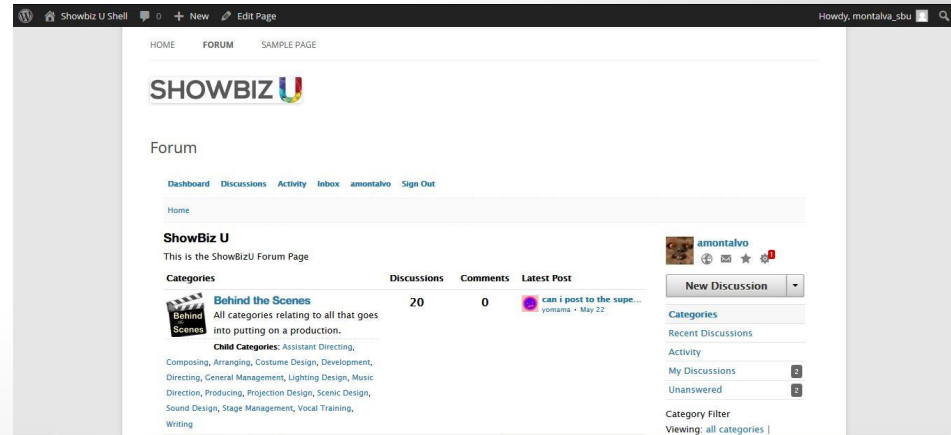 Showbiz U Shell 0 + New Edit Page Howdy, montalva_sbu
HOME FORUM SAMPLE PAGE
SHOWBIZ U
Forum
Dashboard Discussions Activity Inbox amontalvo Sign Out
Home
ShowBiz U
This is the ShowBizU Forum Page
Categories Discussions Comments Latest Post
Behind the Scenes
Behind the Scenes 20 0 can i post to the supe...
All categories relating to all that goes yomama • May 22
into putting on a production.
Child Categories: Assistant Directing,
Composing, Arranging, Costume Design, Development,
Directing, General Management, Lighting Design, Music
Direction, Producing, Projection Design, Scenic Design,
Sound Design, Stage Management, Vocal Training,
Writing
amontalvo
1
New Discussion
Categories
Recent Discussions
Activity
My Discussions 2
Unanswered 2
Category Filter
Viewing: all categories |